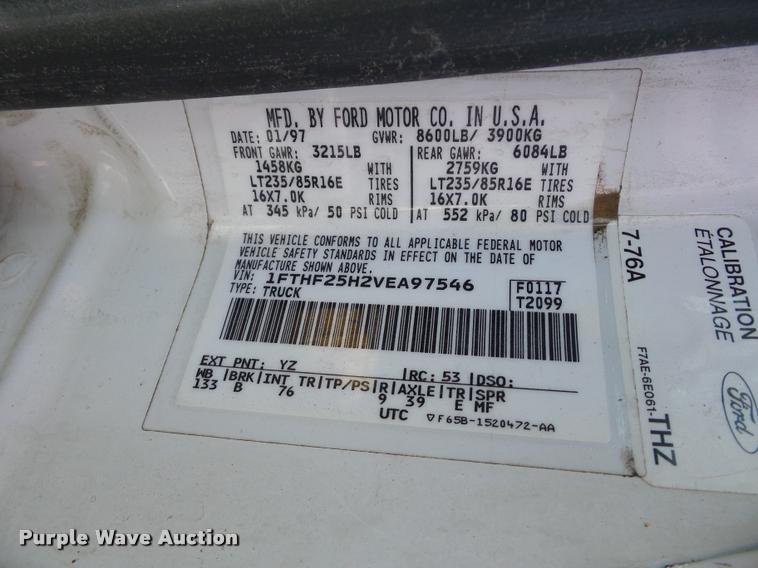 MFD. BY FORD MOTOR CO. IN U.S.A.
DATE: 01/97 GVWR: 8600LB/ 3900KG
FRONT GAWR: 3215LB REAR GAWR: 6084LB
1458KG WITH 2759KG WITH
LT235/85R16E TIRES LT235/85R16E TIRES
16X7.0K RIMS 16X7.0K RIMS
AT 345 kPa/ 50 PSI COLD AT 552 kPa/ 80 PSI COLD
THIS VEHICLE CONFORMS TO ALL APPLICABLE FEDERAL MOTOR
VEHICLE SAFETY STANDARDS IN EFFECT ON THE DATE OF
MANUFACTURE SHOWN ABOVE.
VIN: 1FTHF25H2VEA97546 F0117
TYPE: TRUCK T2099
EXT PNT: YZ RC: 53 DSO:
WB BRK INT TR TP/PS R AXLE TR SPR
133 B 76 9 39 E MF
UTC ▽F65B-1520472-AA
CALIBRATION
ÉTALONNAGE
7-76A
F7AE-6E061-THZ
Ford
Purple Wave Auction